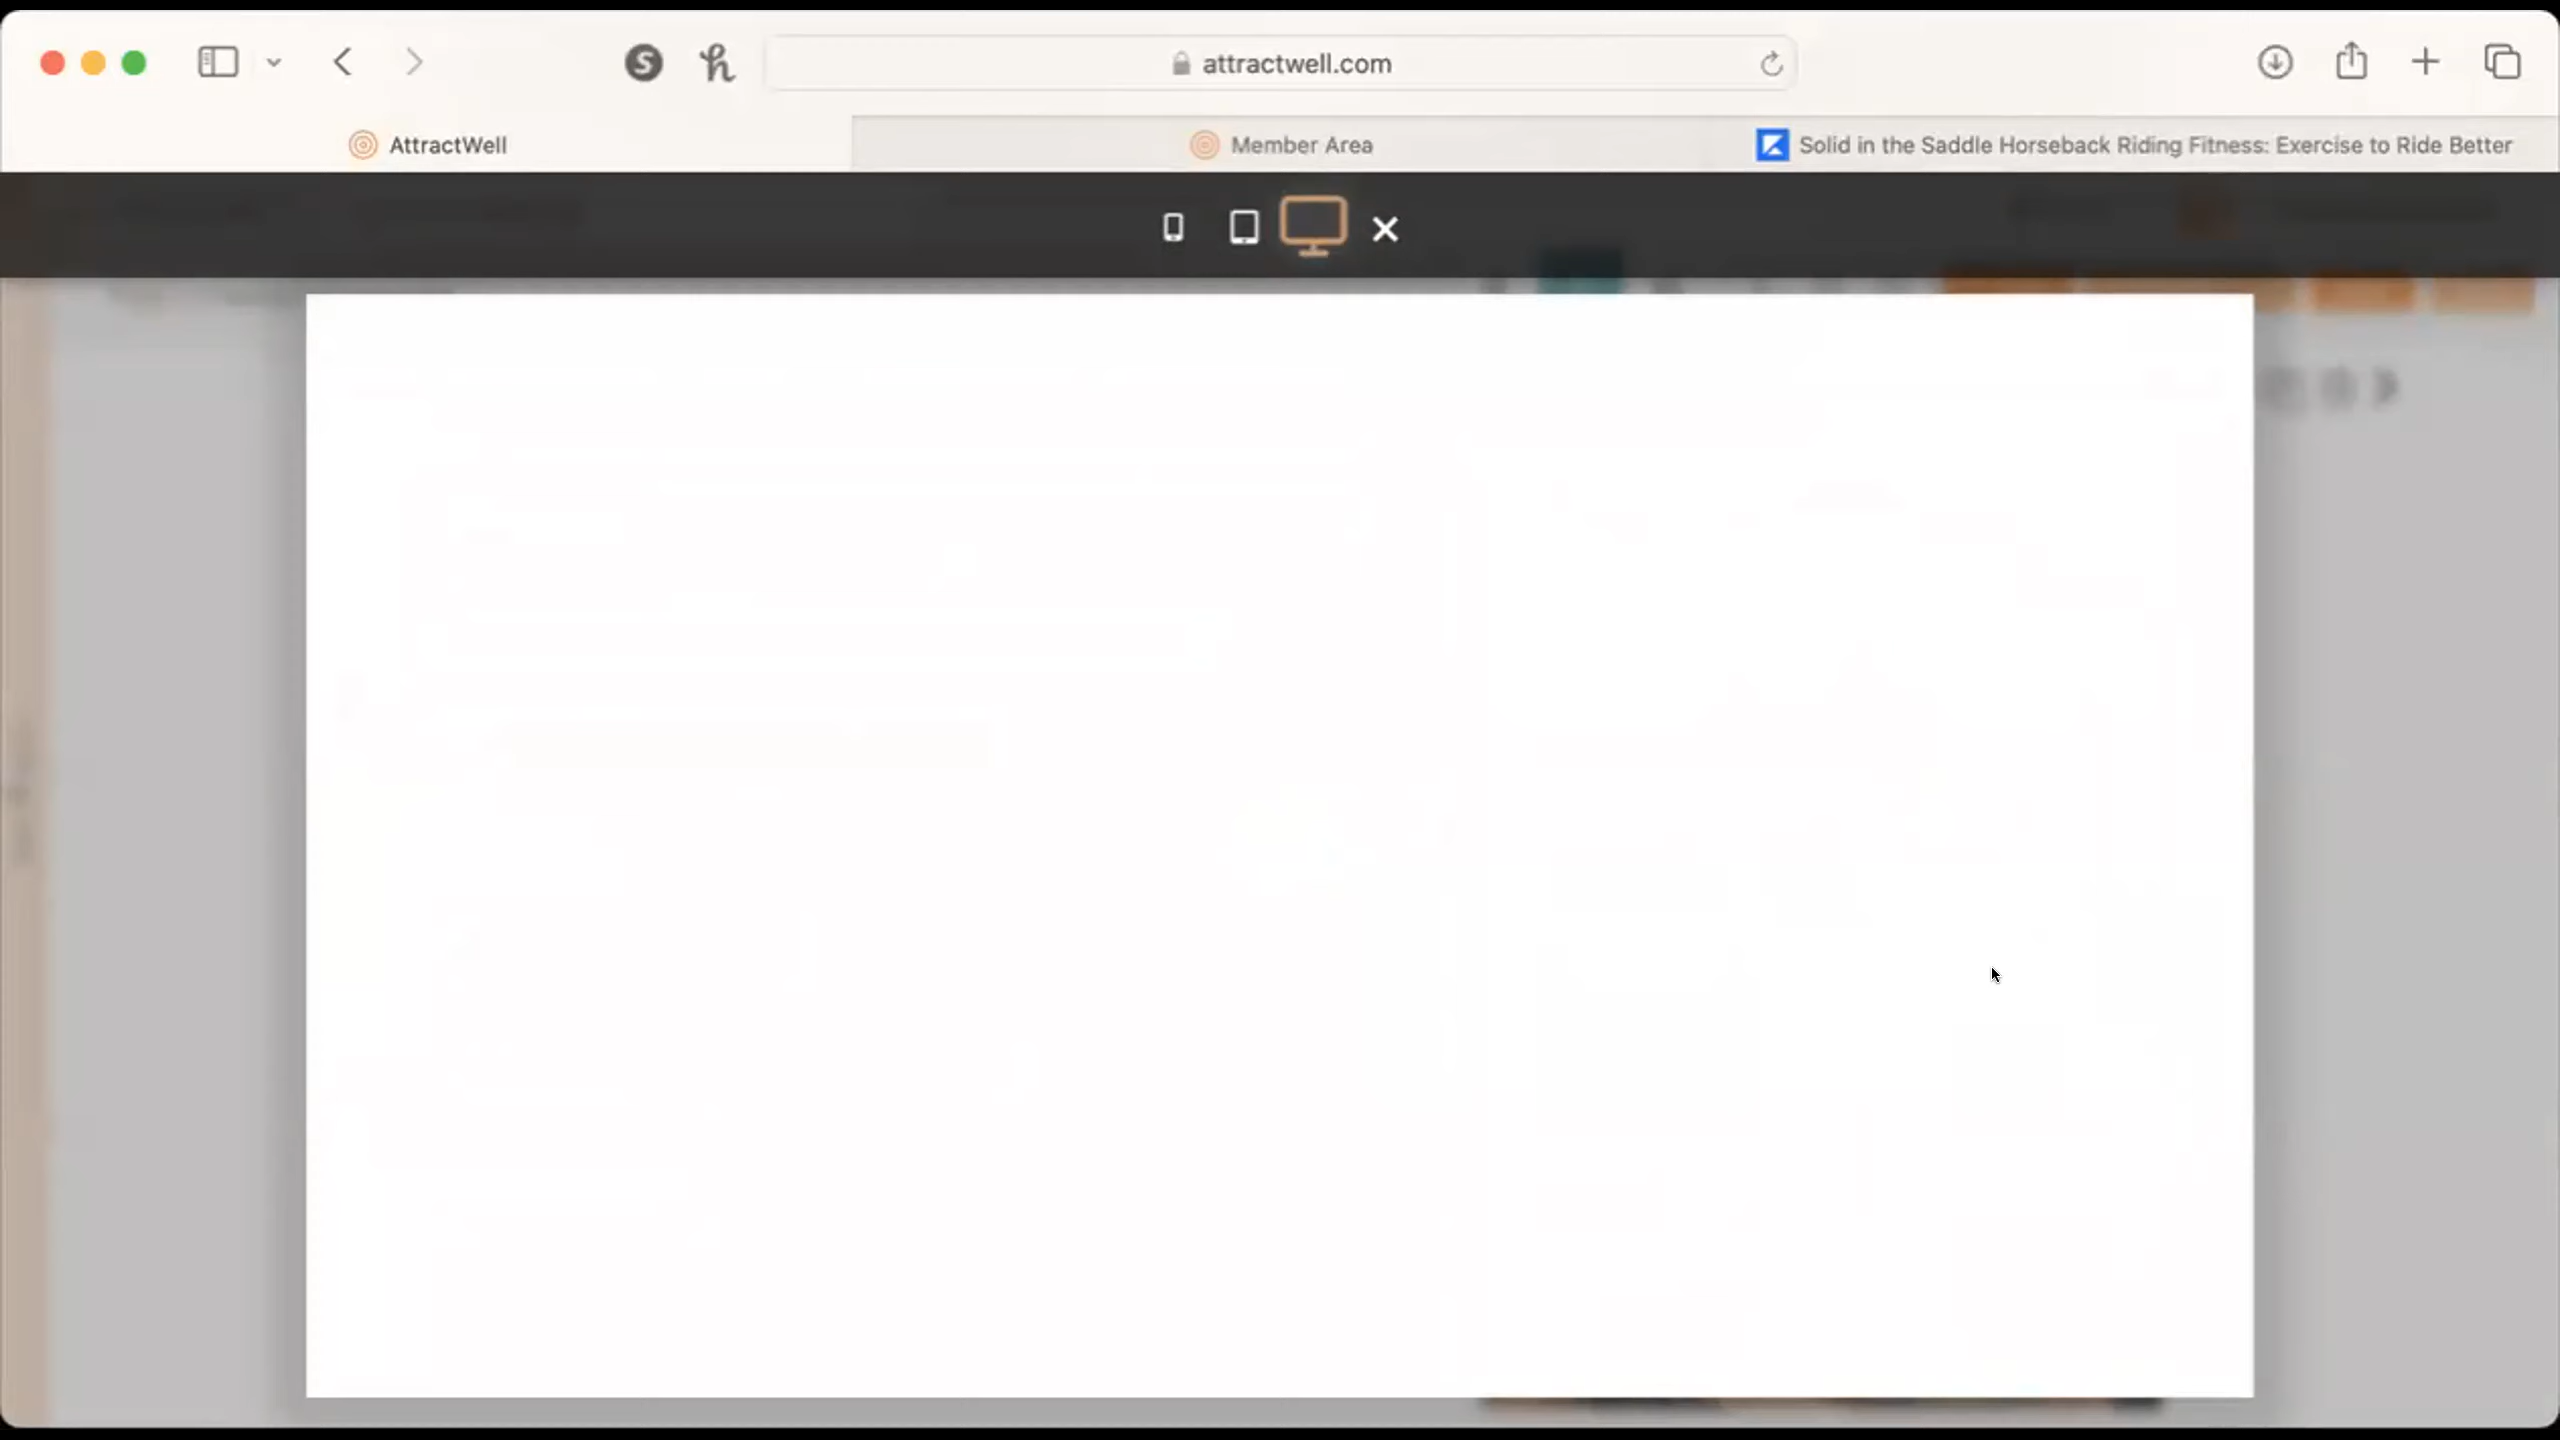 attractwell.com
AttractWell
Member Area
Solid in the Saddle Horseback Riding Fitness: Exercise to Ride Better